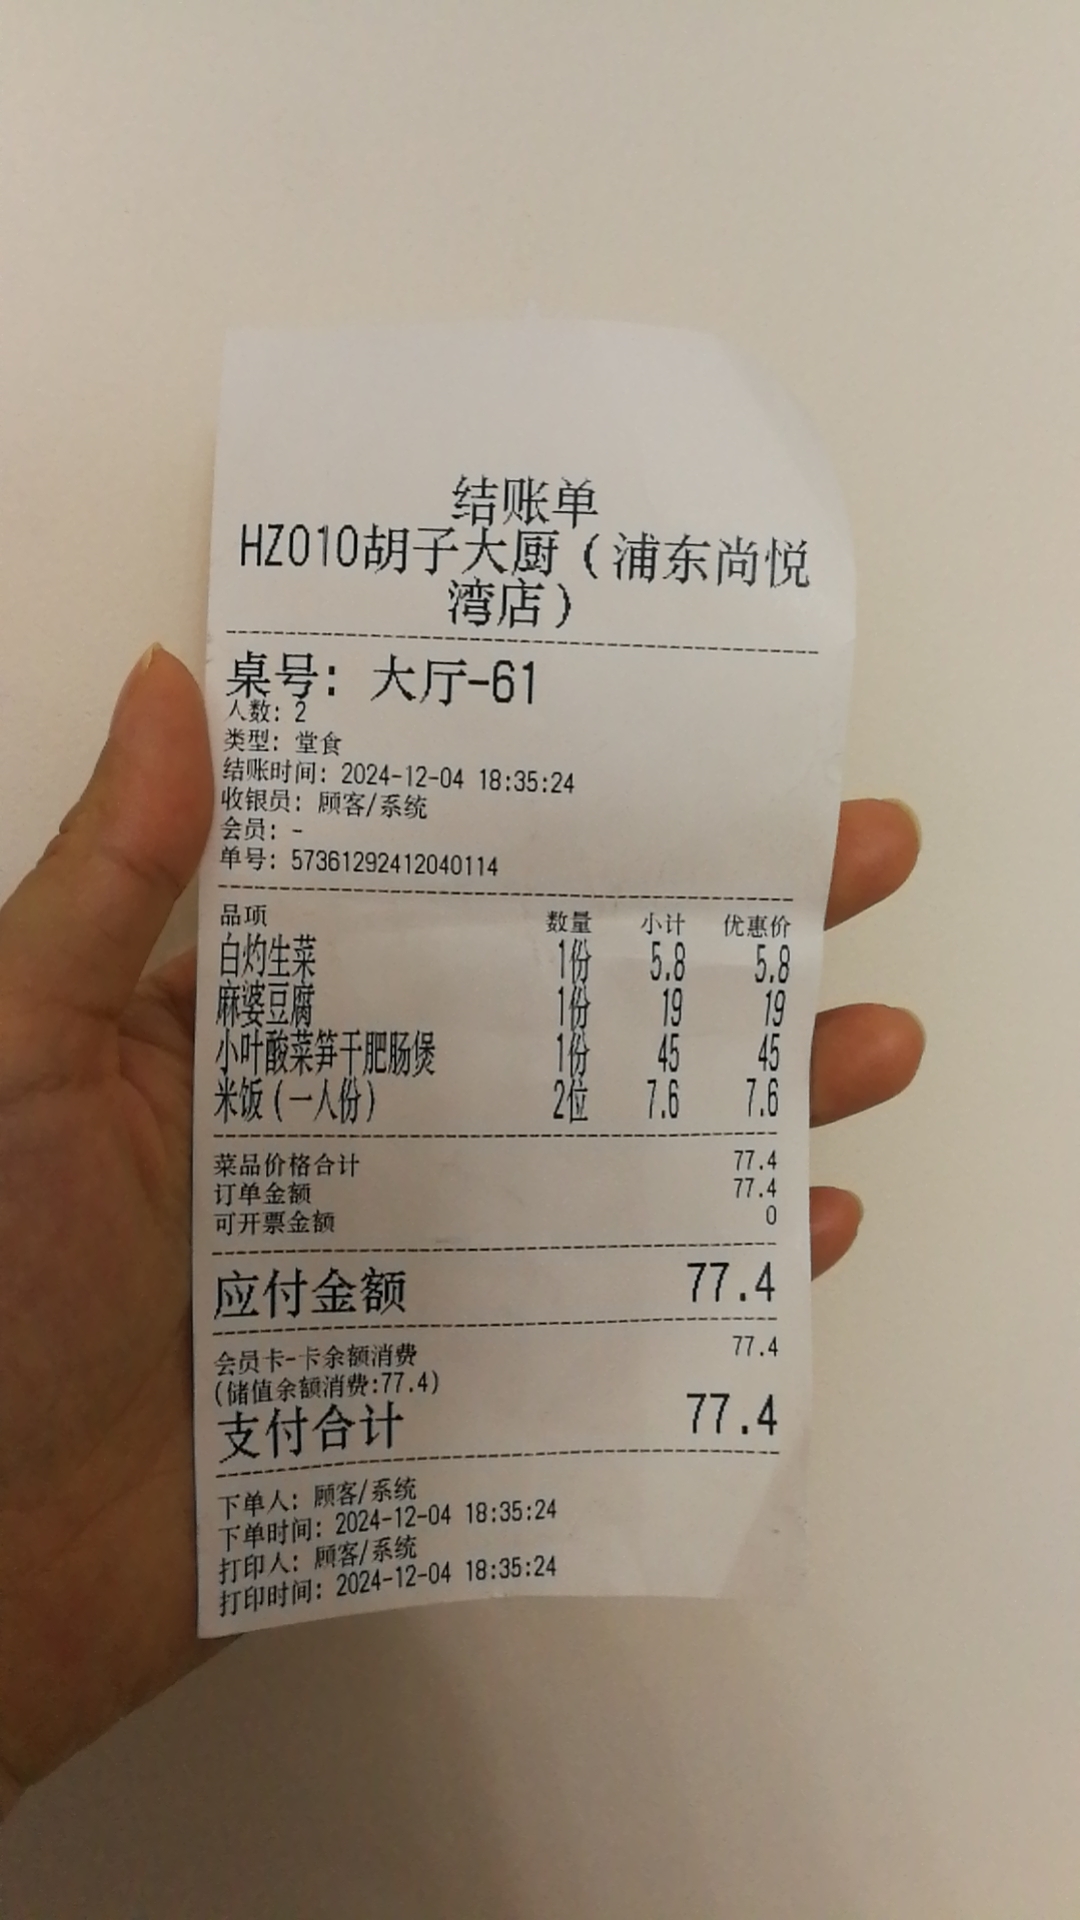 结账单
HZ010胡子大厨（浦东尚悦
湾店）
桌号：大厅-61
人数：2
类型：堂食
结账时间：2024-12-04 18:35:24
收银员：顾客/系统
会员：-
单号：57361292412040114
品项 数量 小计 优惠价
白灼生菜 1份 5.8 5.8
麻婆豆腐 1份 19 19
小叶酸菜笋干肥肠煲 1份 45 45
米饭（一人份） 2位 7.6 7.6
菜品价格合计 77.4
订单金额 77.4
可开票金额 0
应付金额 77.4
会员卡-卡余额消费 77.4
(储值余额消费:77.4)
支付合计 77.4
下单人：顾客/系统
下单时间：2024-12-04 18:35:24
打印人：顾客/系统
打印时间：2024-12-04 18:35:24